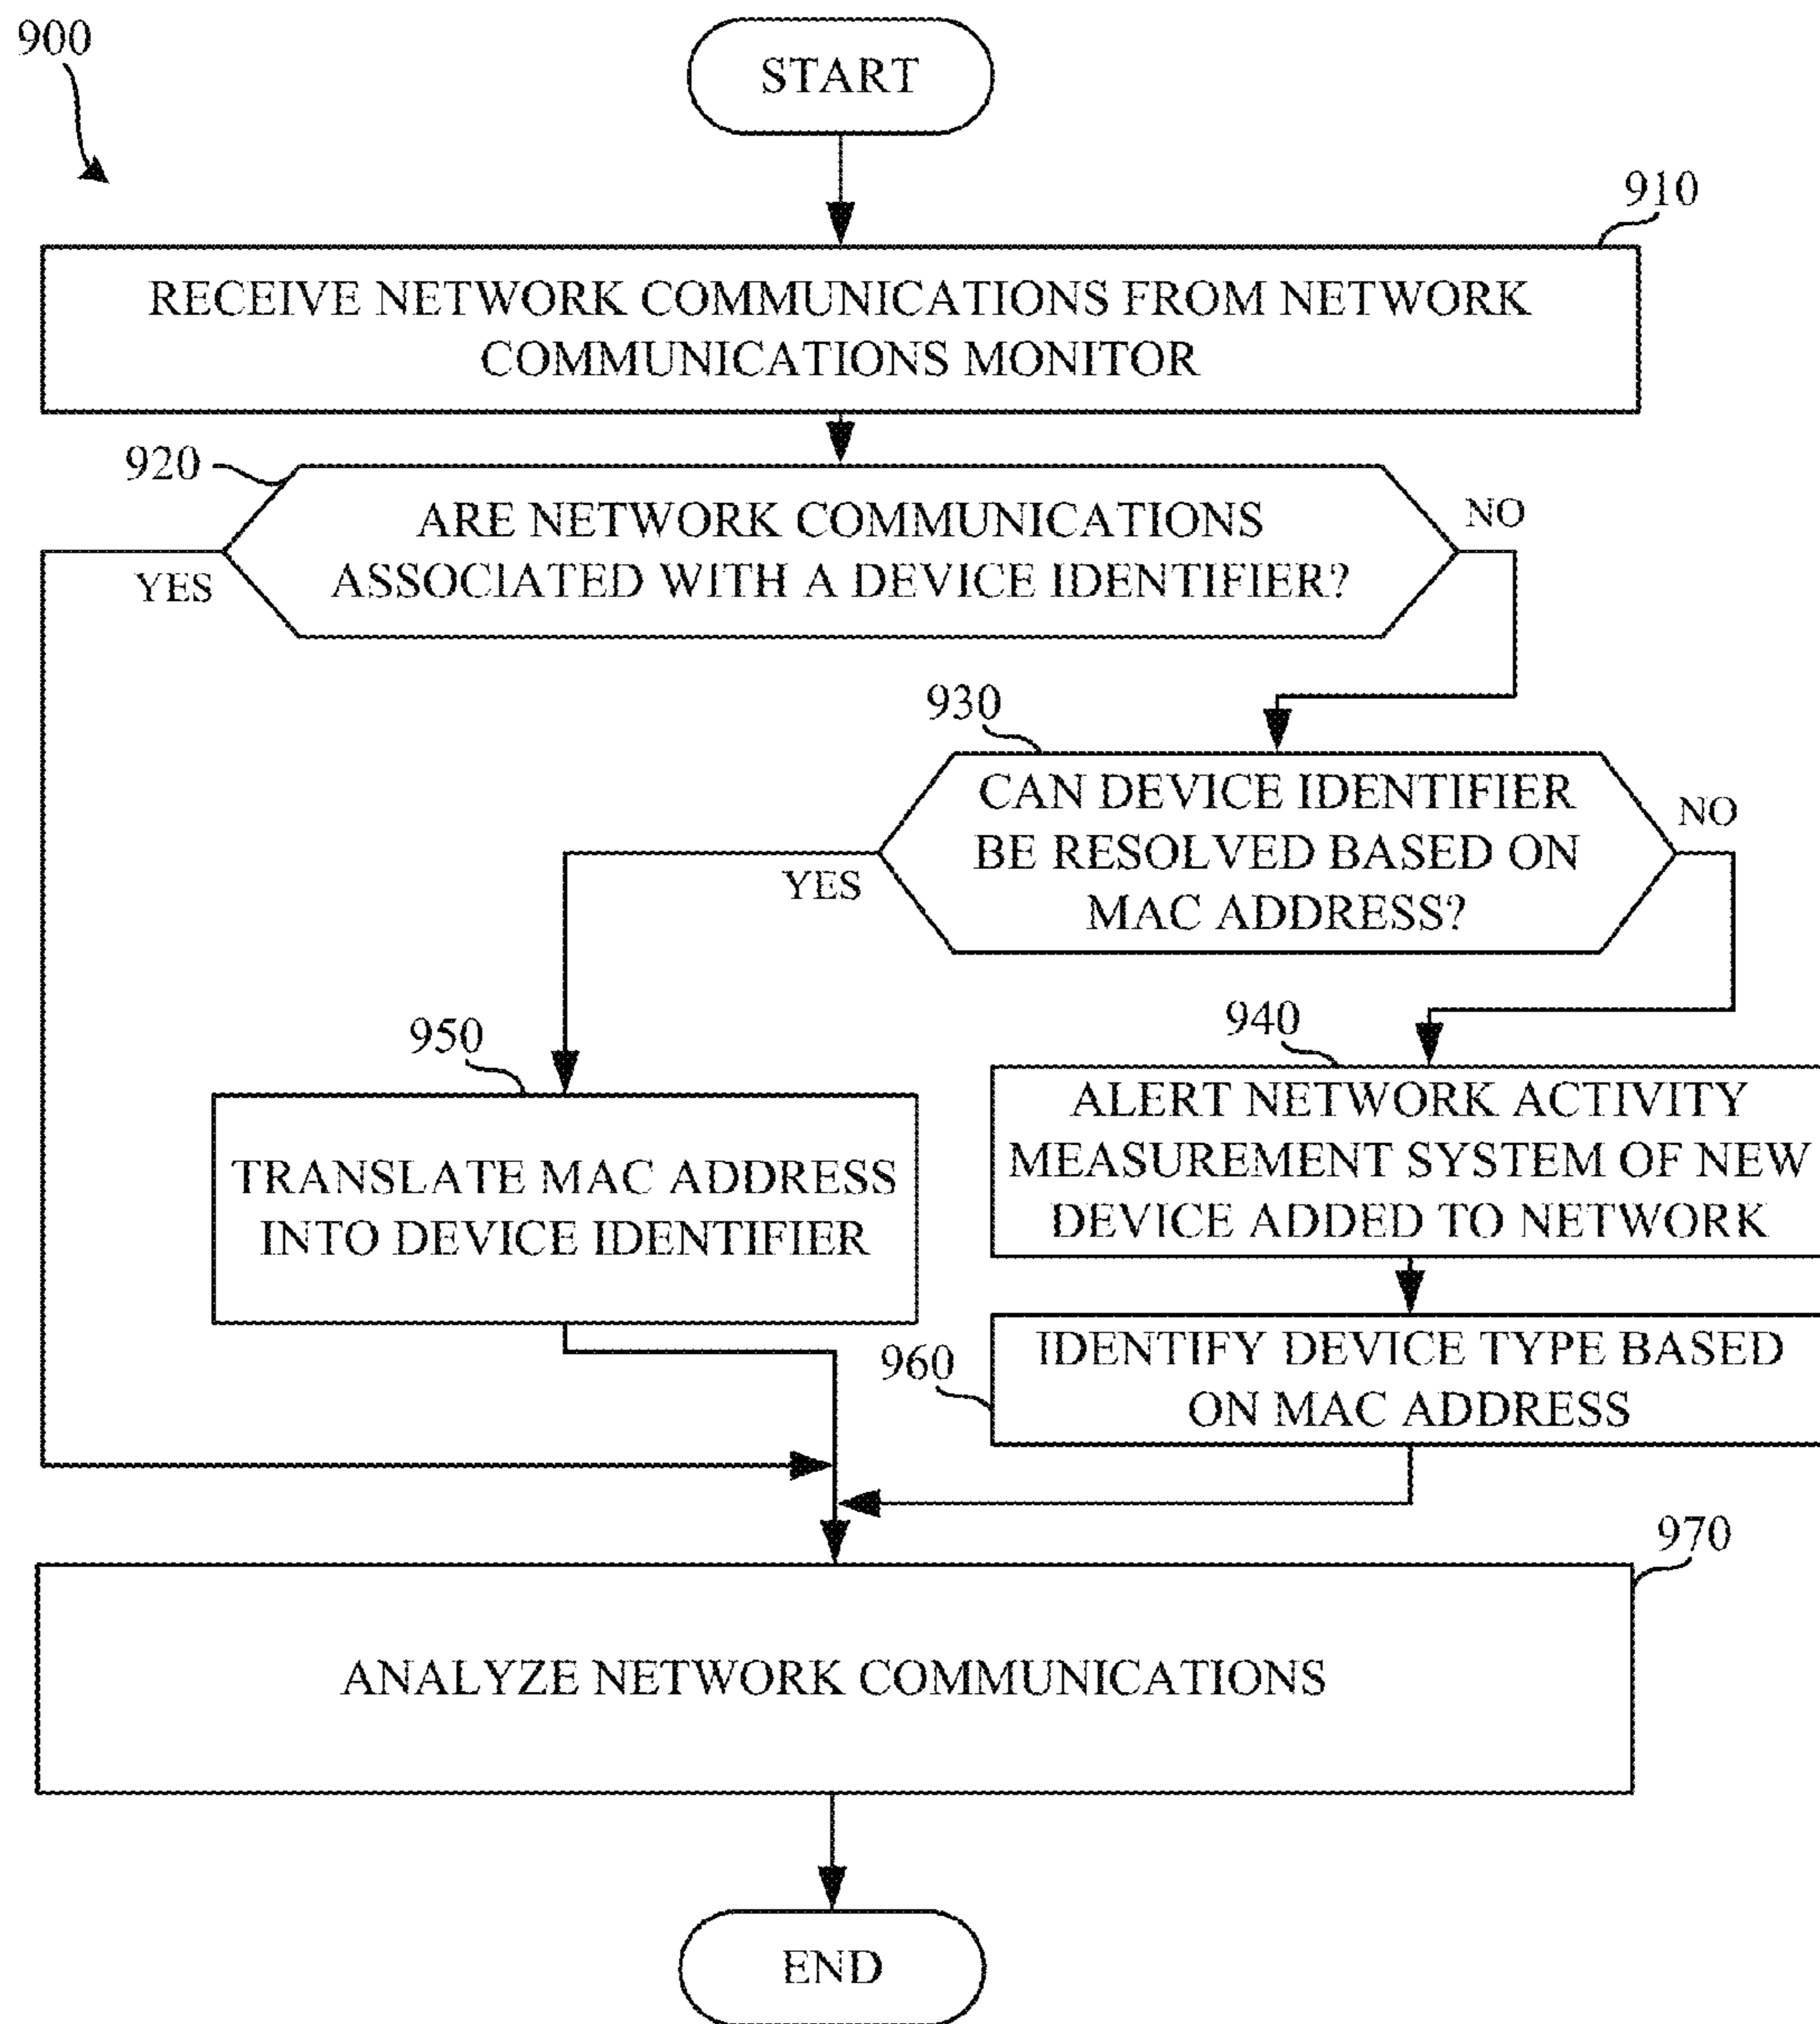 900
START
910
RECEIVE NETWORK COMMUNICATIONS FROM NETWORK
COMMUNICATIONS MONITOR
920
ARE NETWORK COMMUNICATIONS
ASSOCIATED WITH A DEVICE IDENTIFIER?
NO
YES
930
CAN DEVICE IDENTIFIER
BE RESOLVED BASED ON
MAC ADDRESS?
NO
YES
940
ALERT NETWORK ACTIVITY
MEASUREMENT SYSTEM OF NEW
DEVICE ADDED TO NETWORK
950
TRANSLATE MAC ADDRESS
INTO DEVICE IDENTIFIER
960
IDENTIFY DEVICE TYPE BASED
ON MAC ADDRESS
970
ANALYZE NETWORK COMMUNICATIONS
END